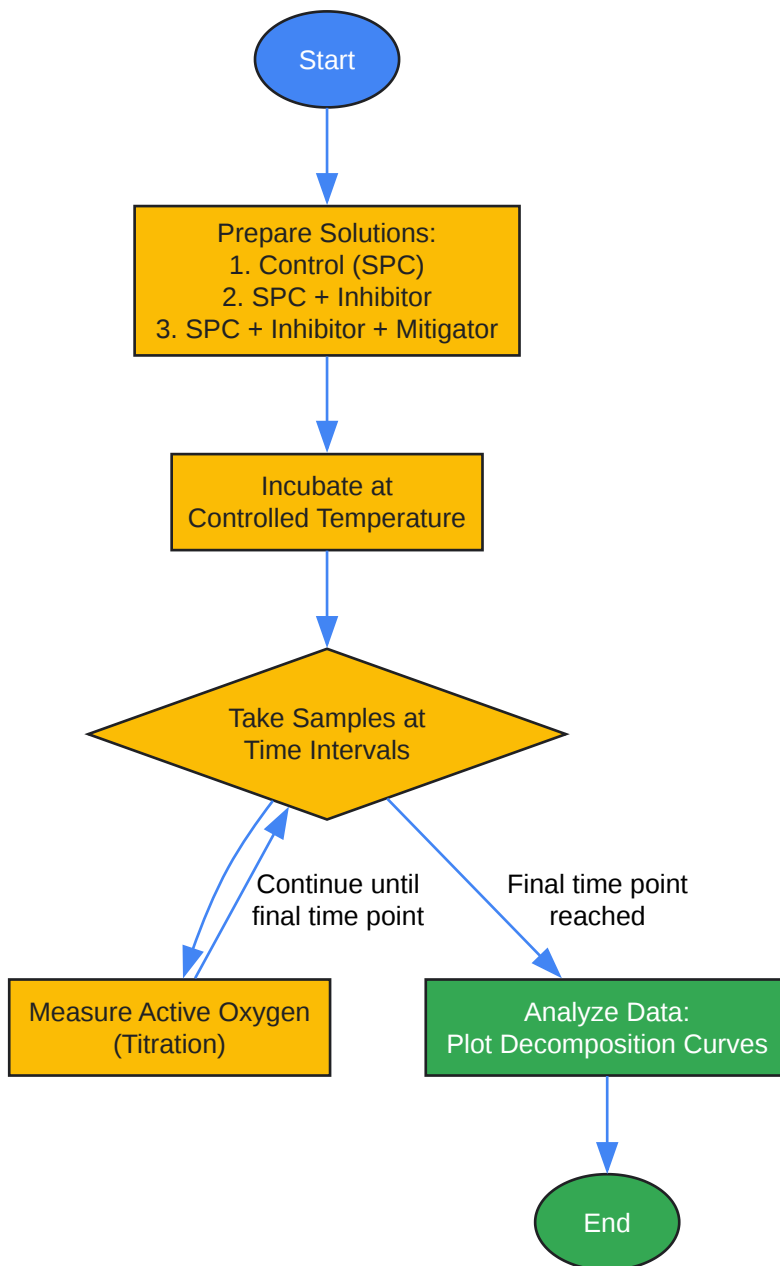 Start
Prepare Solutions:
1. Control (SPC)
2. SPC + Inhibitor
3. SPC + Inhibitor + Mitigator
Incubate at
Controlled Temperature
Take Samples at
Time Intervals
Continue until
final time point
Final time point
reached
Measure Active Oxygen
(Titration)
Analyze Data:
Plot Decomposition Curves
End